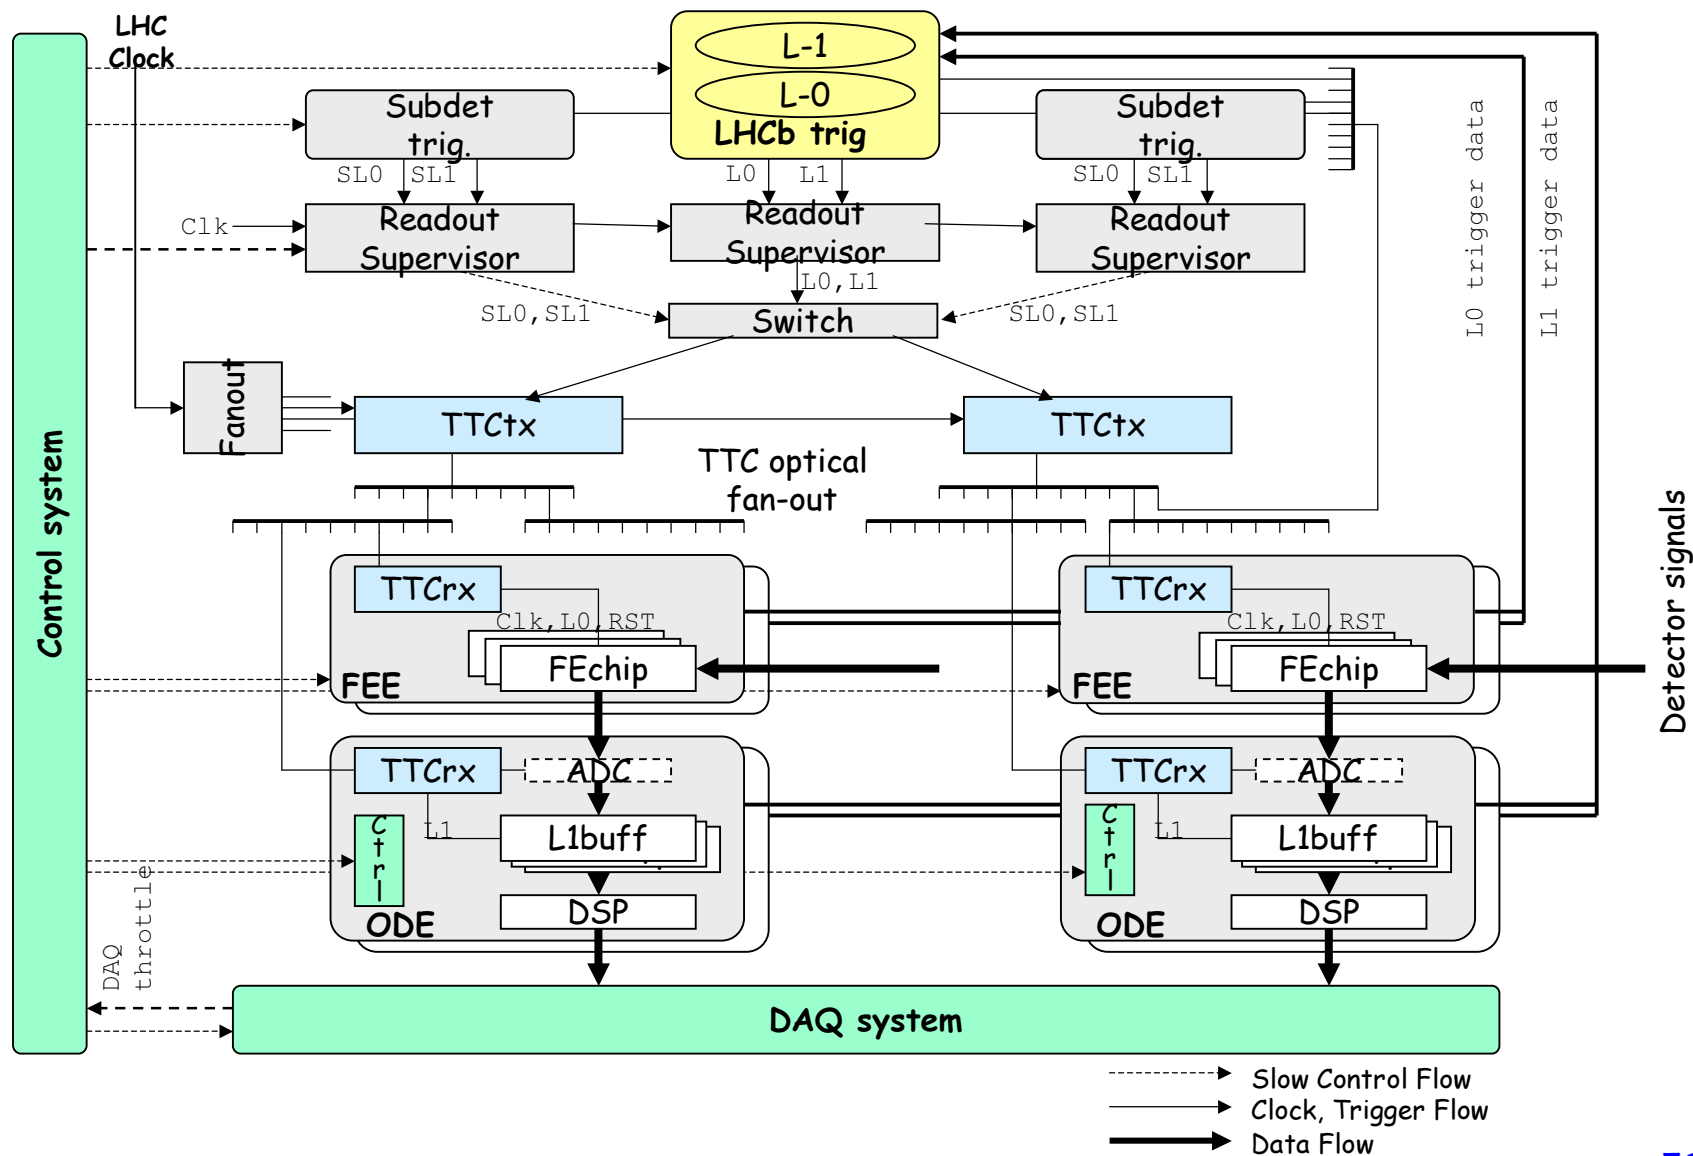 LHC
Clock
L-1
L-0
LHCb trig
Subdet
trig.
Subdet
trig.
SL0
SL1
L0
L1
SL0
SL1
Clk
Readout
Supervisor
Readout
Supervisor
Readout
Supervisor
L0,L1
SL0,SL1
SL0,SL1
Switch
Fanout
TTCtx
TTCtx
TTC optical
fan-out
L0 trigger data
L1 trigger data
Detector signals
Control system
TTCrx
Clk,L0,RST
FEchip
FEE
TTCrx
Clk,L0,RST
FEchip
FEE
TTCrx
ADC
Ctrl
L1
L1buff
DSP
ODE
TTCrx
ADC
Ctrl
L1
L1buff
DSP
ODE
DAQ
throttle
DAQ system
Slow Control Flow
Clock, Trigger Flow
Data Flow